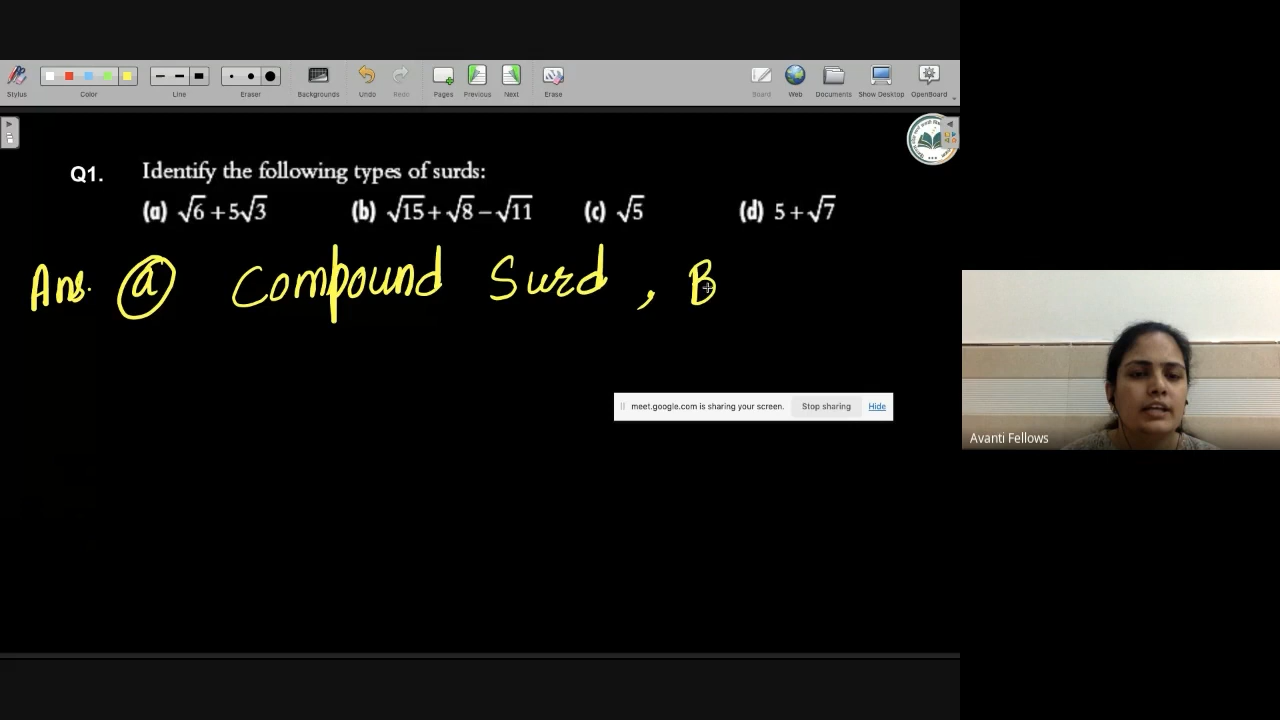 Stylus Color Line Eraser Backgrounds Undo Redo Pages Previous Next Erase Board Web Documents Show Desktop OpenBoard
Q1. Identify the following types of surds:
(a) √6 + 5√3 (b) √15 + √8 − √11 (c) √5 (d) 5 + √7
Ans. (a) Compound Surd , B
meet.google.com is sharing your screen. Stop sharing Hide
Avanti Fellows